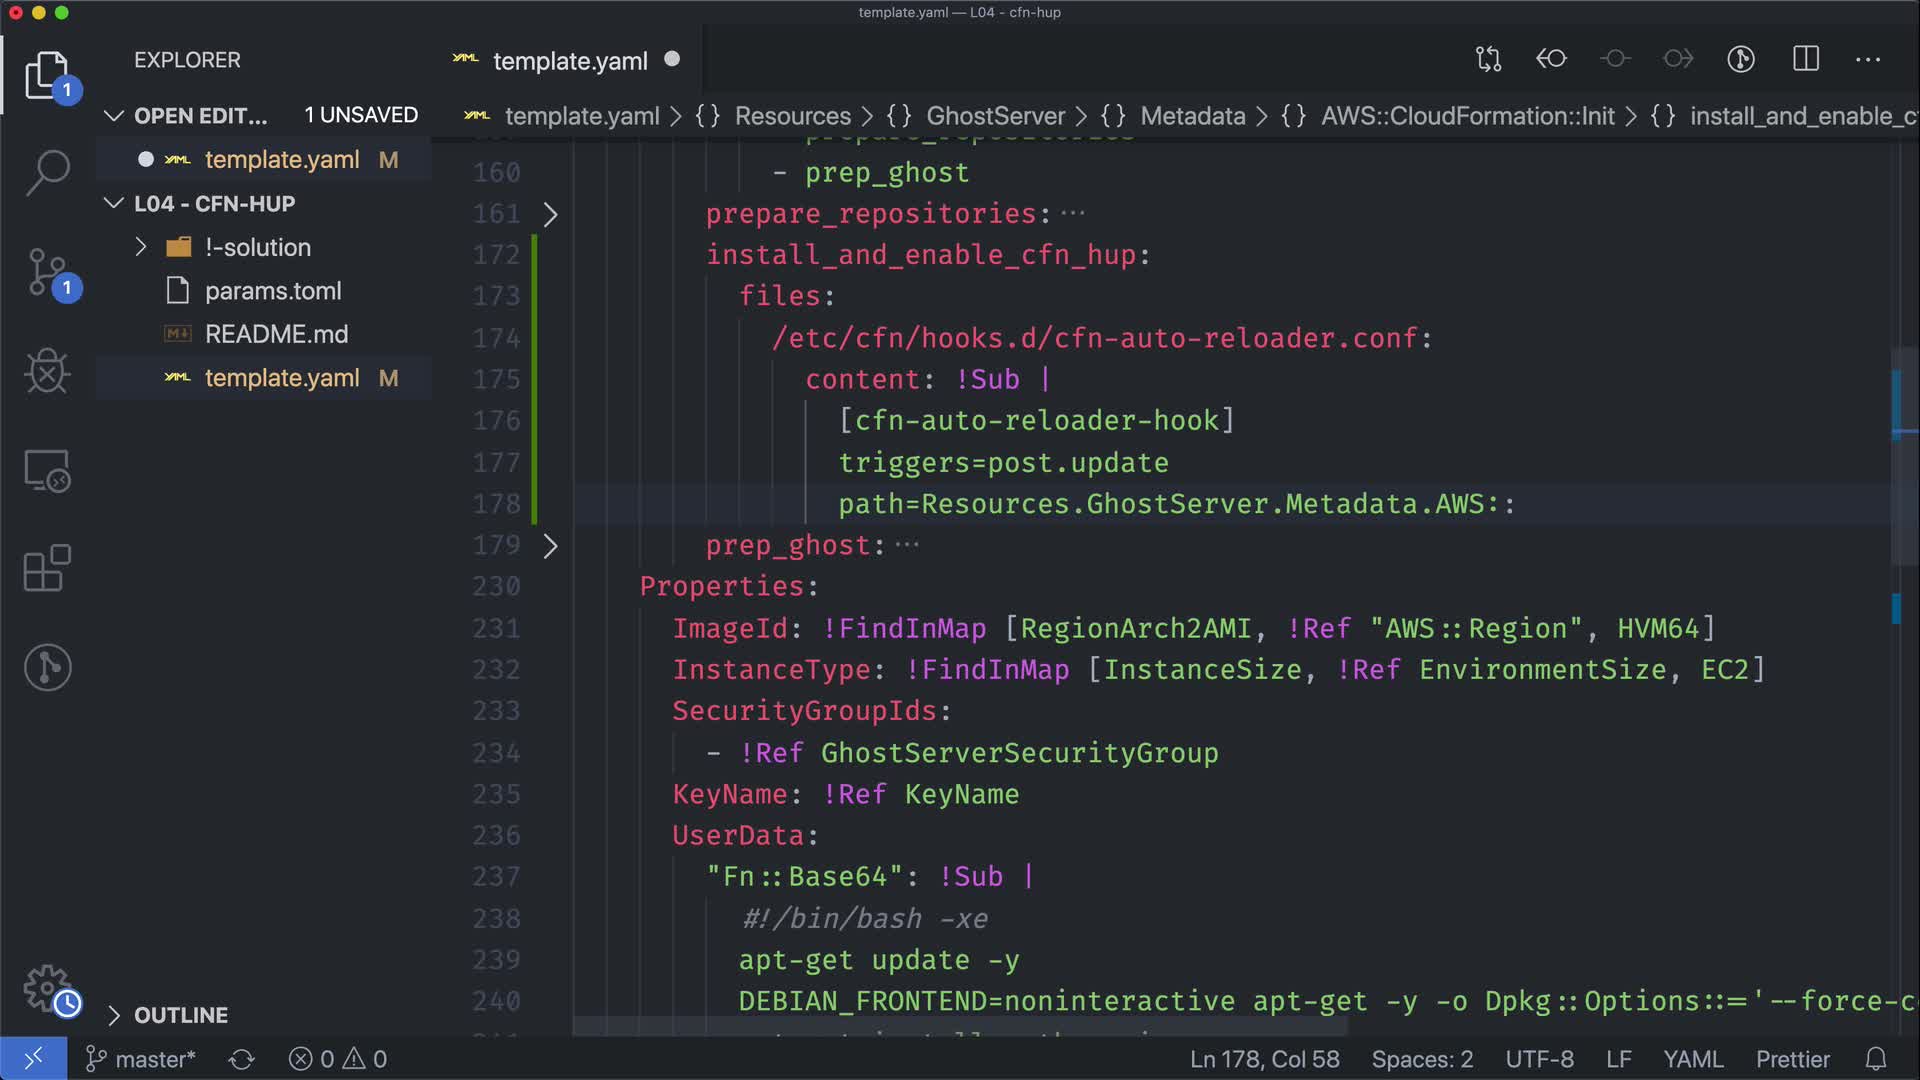 template.yaml — L04 - cfn-hup
EXPLORER
template.yaml
1
OPEN EDIT... 1 UNSAVED
template.yaml > {} Resources > {} GhostServer > {} Metadata > {} AWS::CloudFormation::Init > {} install_and_enable_c
template.yaml M
L04 - CFN-HUP
!-solution
1
params.toml
README.md
template.yaml M
prepare_repositories
160 - prep_ghost
161 prepare_repositories: ...
172 install_and_enable_cfn_hup:
173 files:
174 /etc/cfn/hooks.d/cfn-auto-reloader.conf:
175 content: !Sub |
176 [cfn-auto-reloader-hook]
177 triggers=post.update
178 path=Resources.GhostServer.Metadata.AWS::
179 prep_ghost: ...
230 Properties:
231 ImageId: !FindInMap [RegionArch2AMI, !Ref "AWS::Region", HVM64]
232 InstanceType: !FindInMap [InstanceSize, !Ref EnvironmentSize, EC2]
233 SecurityGroupIds:
234 - !Ref GhostServerSecurityGroup
235 KeyName: !Ref KeyName
236 UserData:
237 "Fn::Base64": !Sub |
238 #!/bin/bash -xe
239 apt-get update -y
240 DEBIAN_FRONTEND=noninteractive apt-get -y -o Dpkg::Options::='--force-c
OUTLINE
master* 0 0 Ln 178, Col 58 Spaces: 2 UTF-8 LF YAML Prettier